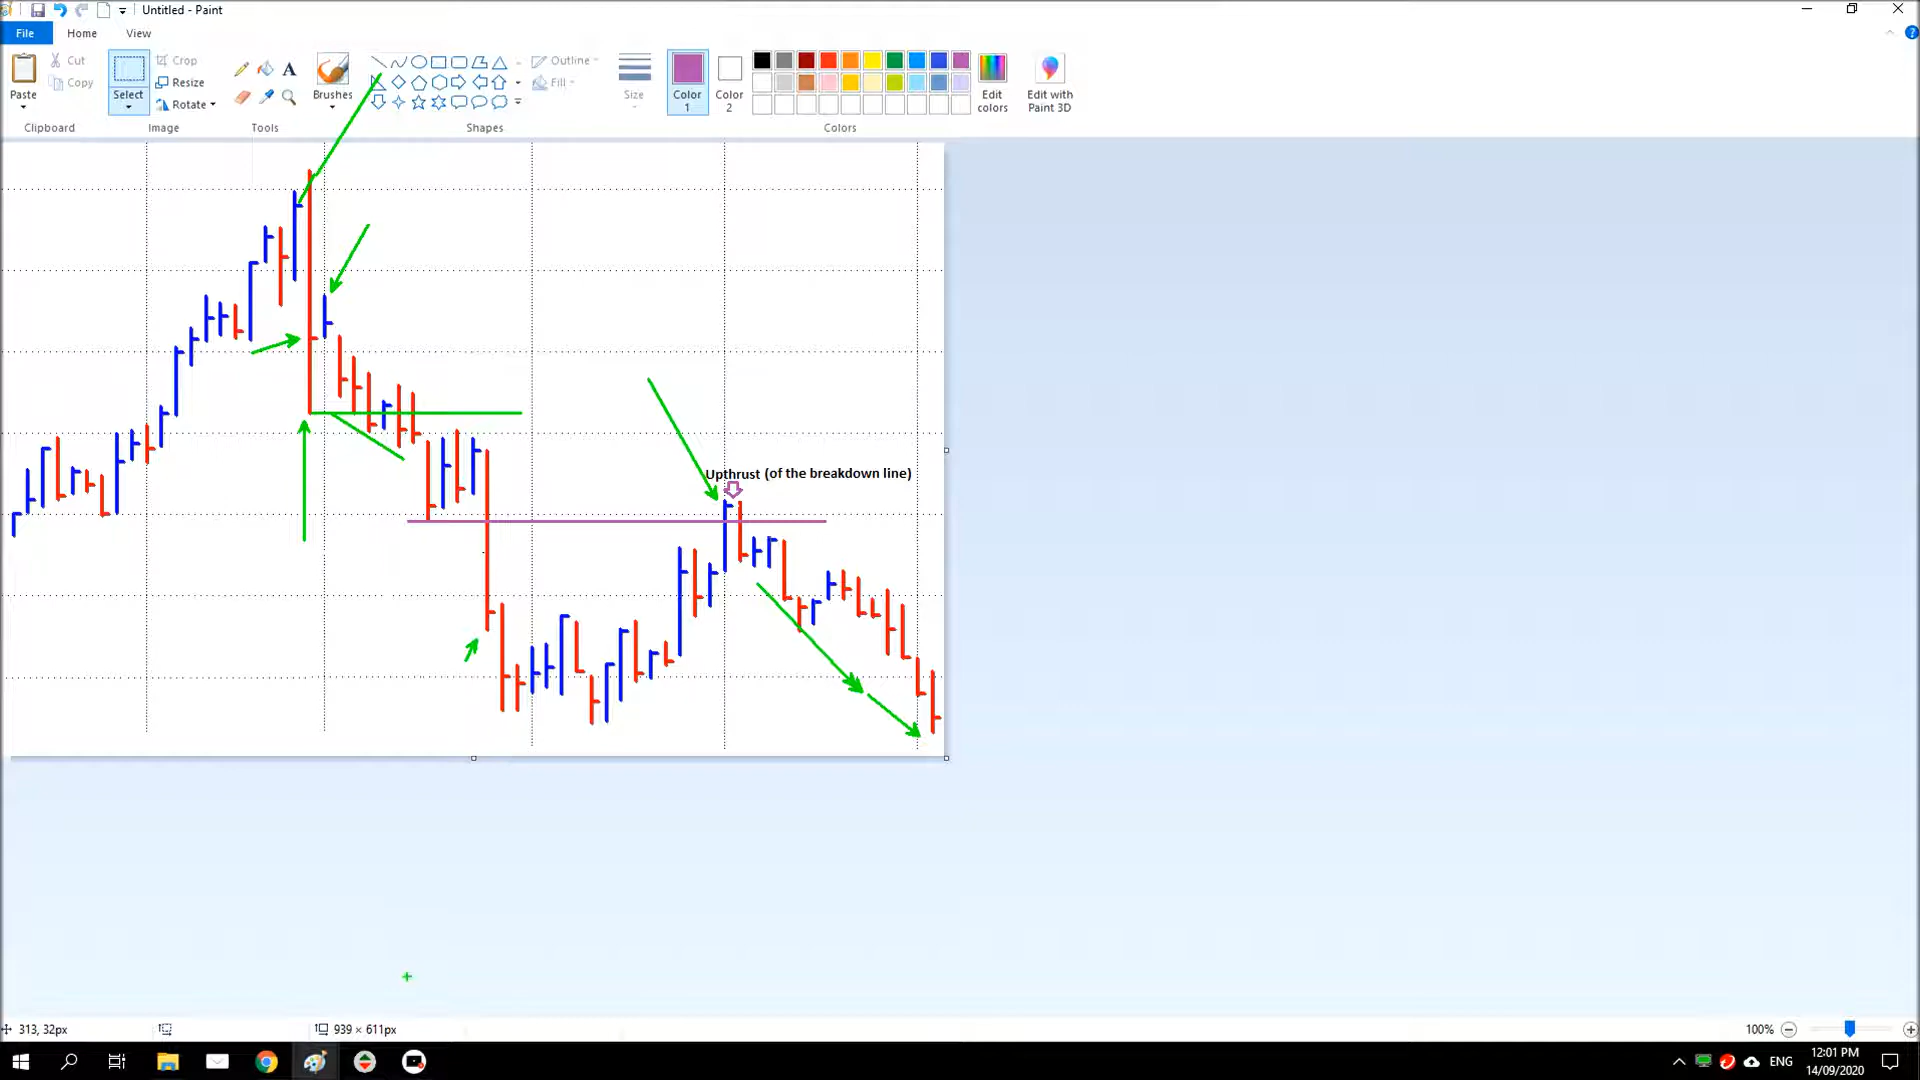 Untitled - Paint
File Home View
Paste
Cut
Copy
Clipboard
Select
Crop
Resize
Rotate
Image
A
Tools
Brushes
Shapes
Outline
Fill
Size
Color
1
Color
2
Colors
Edit
colors
Edit with
Paint 3D
Upthrust (of the breakdown line)
313, 32px
939 × 611px
100%
ENG
12:01 PM
14/09/2020